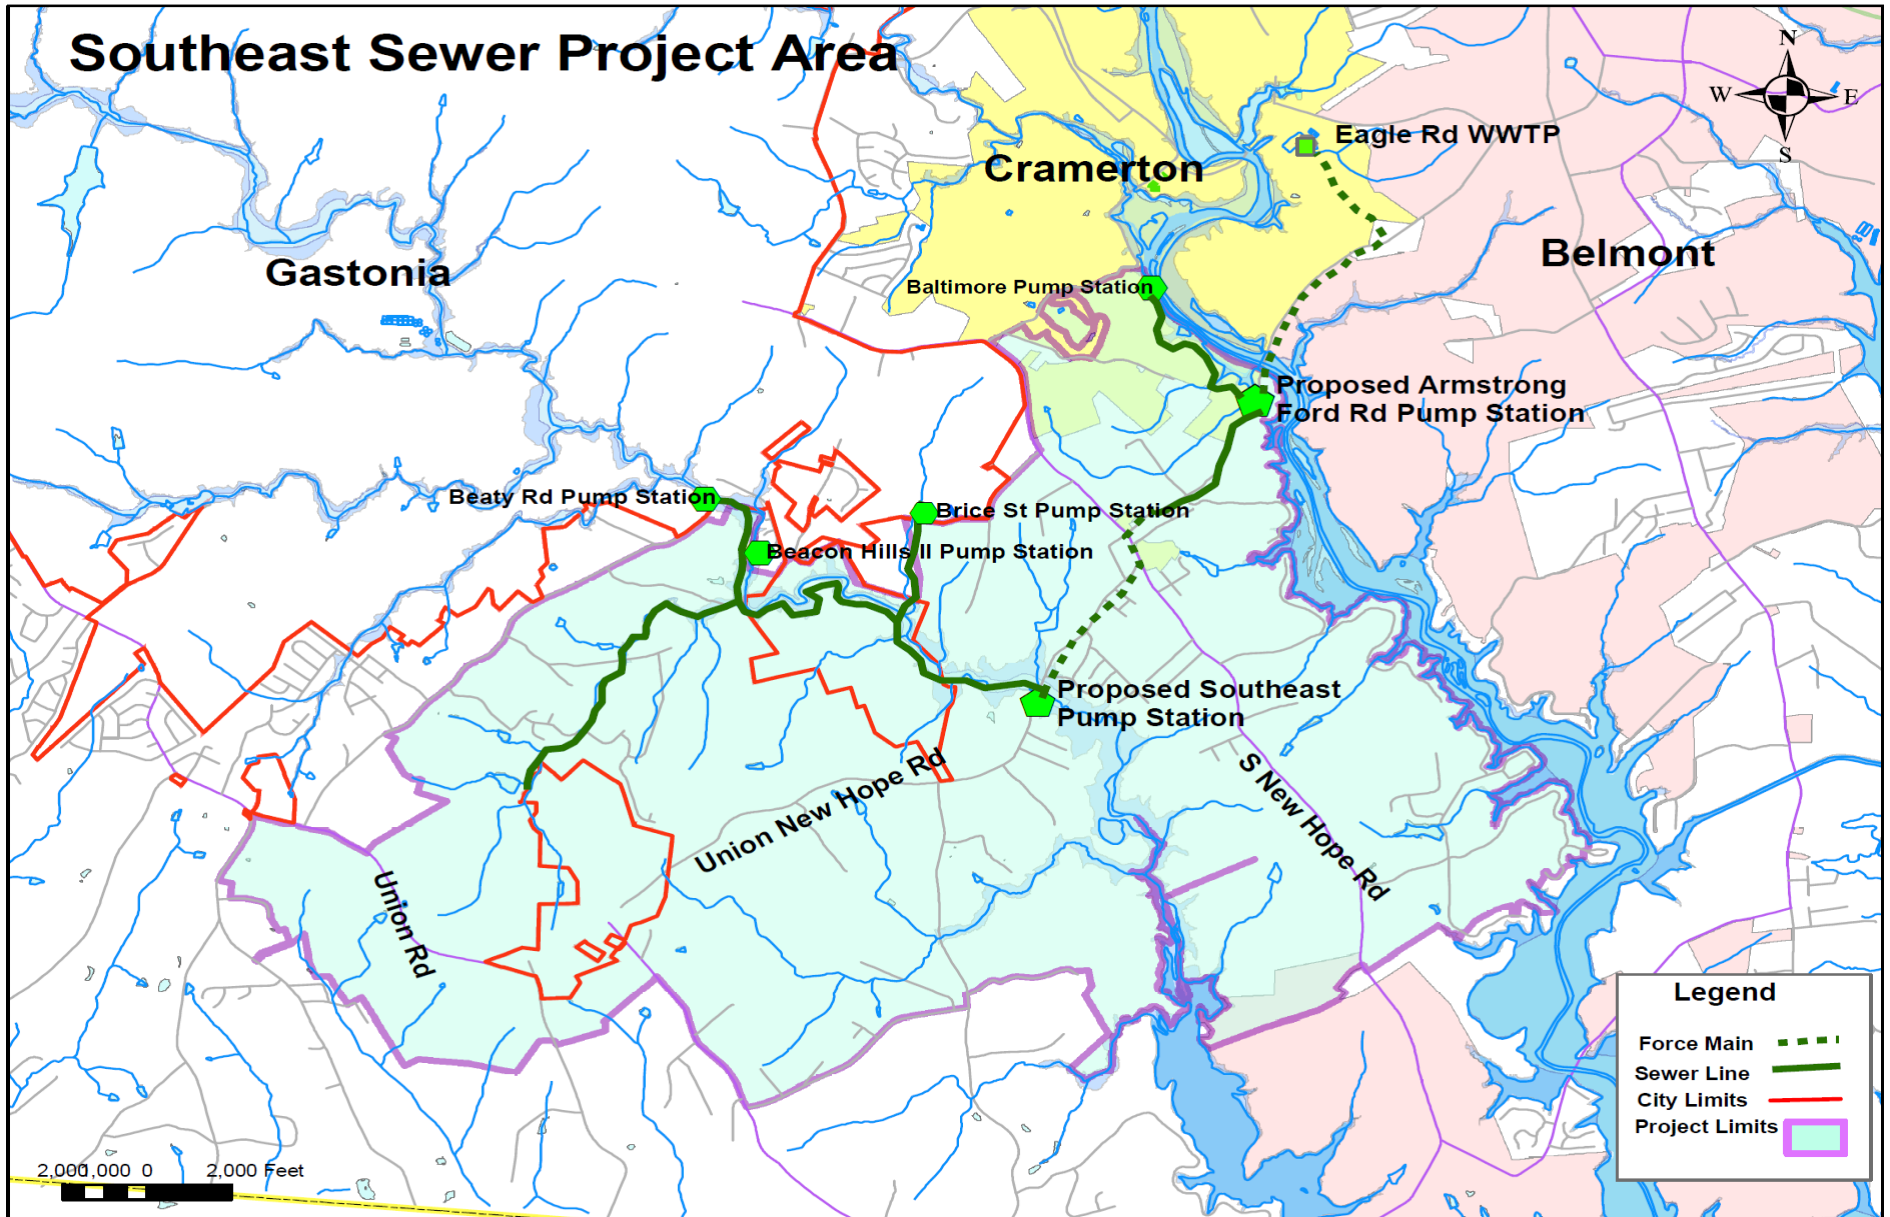 Southeast Sewer Project Area
N
W
E
S
Eagle Rd WWTP
Cramerton
Belmont
Gastonia
Baltimore Pump Station
Proposed Armstrong
Ford Rd Pump Station
Beaty Rd Pump Station
Brice St Pump Station
Beacon Hills II Pump Station
Proposed Southeast
Pump Station
Union New Hope Rd
S New Hope Rd
Union Rd
Legend
Force Main
Sewer Line
City Limits
Project Limits
2,000 1,000 0 2,000 Feet